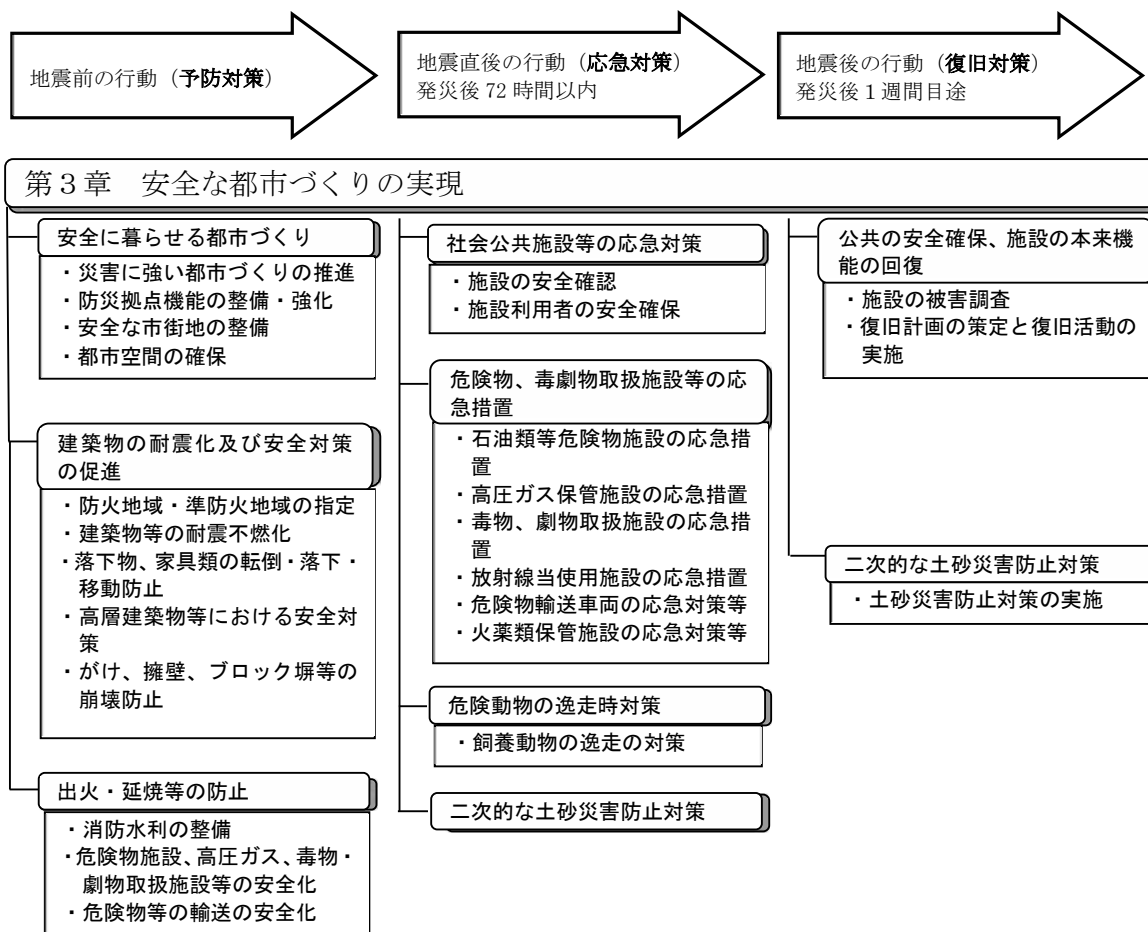 地震前の行動（予防対策）
地震直後の行動（応急対策）
発災後 72 時間以内
地震後の行動（復旧対策）
発災後 1 週間目途
第３章　安全な都市づくりの実現
安全に暮らせる都市づくり
・災害に強い都市づくりの推進
・防災拠点機能の整備・強化
・安全な市街地の整備
・都市空間の確保
建築物の耐震化及び安全対策
の促進
・防火地域・準防火地域の指定
・建築物等の耐震不燃化
・落下物、家具類の転倒・落下・
移動防止
・高層建築物等における安全対
策
・がけ、擁壁、ブロック塀等の
崩壊防止
出火・延焼等の防止
・消防水利の整備
・危険物施設、高圧ガス、毒物・
劇物取扱施設等の安全化
・危険物等の輸送の安全化
社会公共施設等の応急対策
・施設の安全確認
・施設利用者の安全確保
危険物、毒劇物取扱施設等の応
急措置
・石油類等危険物施設の応急措
置
・高圧ガス保管施設の応急措置
・毒物、劇物取扱施設の応急措
置
・放射線当使用施設の応急措置
・危険物輸送車両の応急対策等
・火薬類保管施設の応急対策等
危険動物の逸走時対策
・飼養動物の逸走の対策
二次的な土砂災害防止対策
公共の安全確保、施設の本来機
能の回復
・施設の被害調査
・復旧計画の策定と復旧活動の
実施
二次的な土砂災害防止対策
・土砂災害防止対策の実施